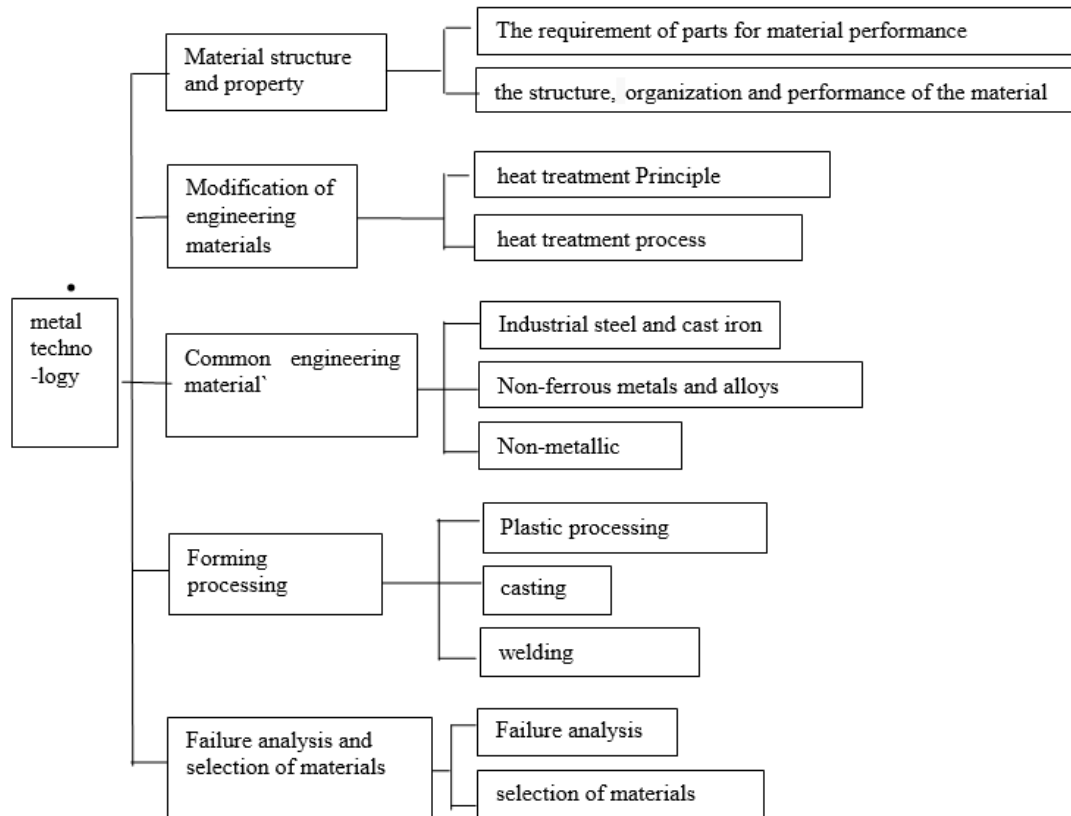 metal
techno
-logy
Material structure
and property
The requirement of parts for material performance
the structure, organization and performance of the material
Modification of
engineering
materials
heat treatment Principle
heat treatment process
Common engineering
material`
Industrial steel and cast iron
Non-ferrous metals and alloys
Non-metallic
Forming
processing
Plastic processing
casting
welding
Failure analysis and
selection of materials
Failure analysis
selection of materials